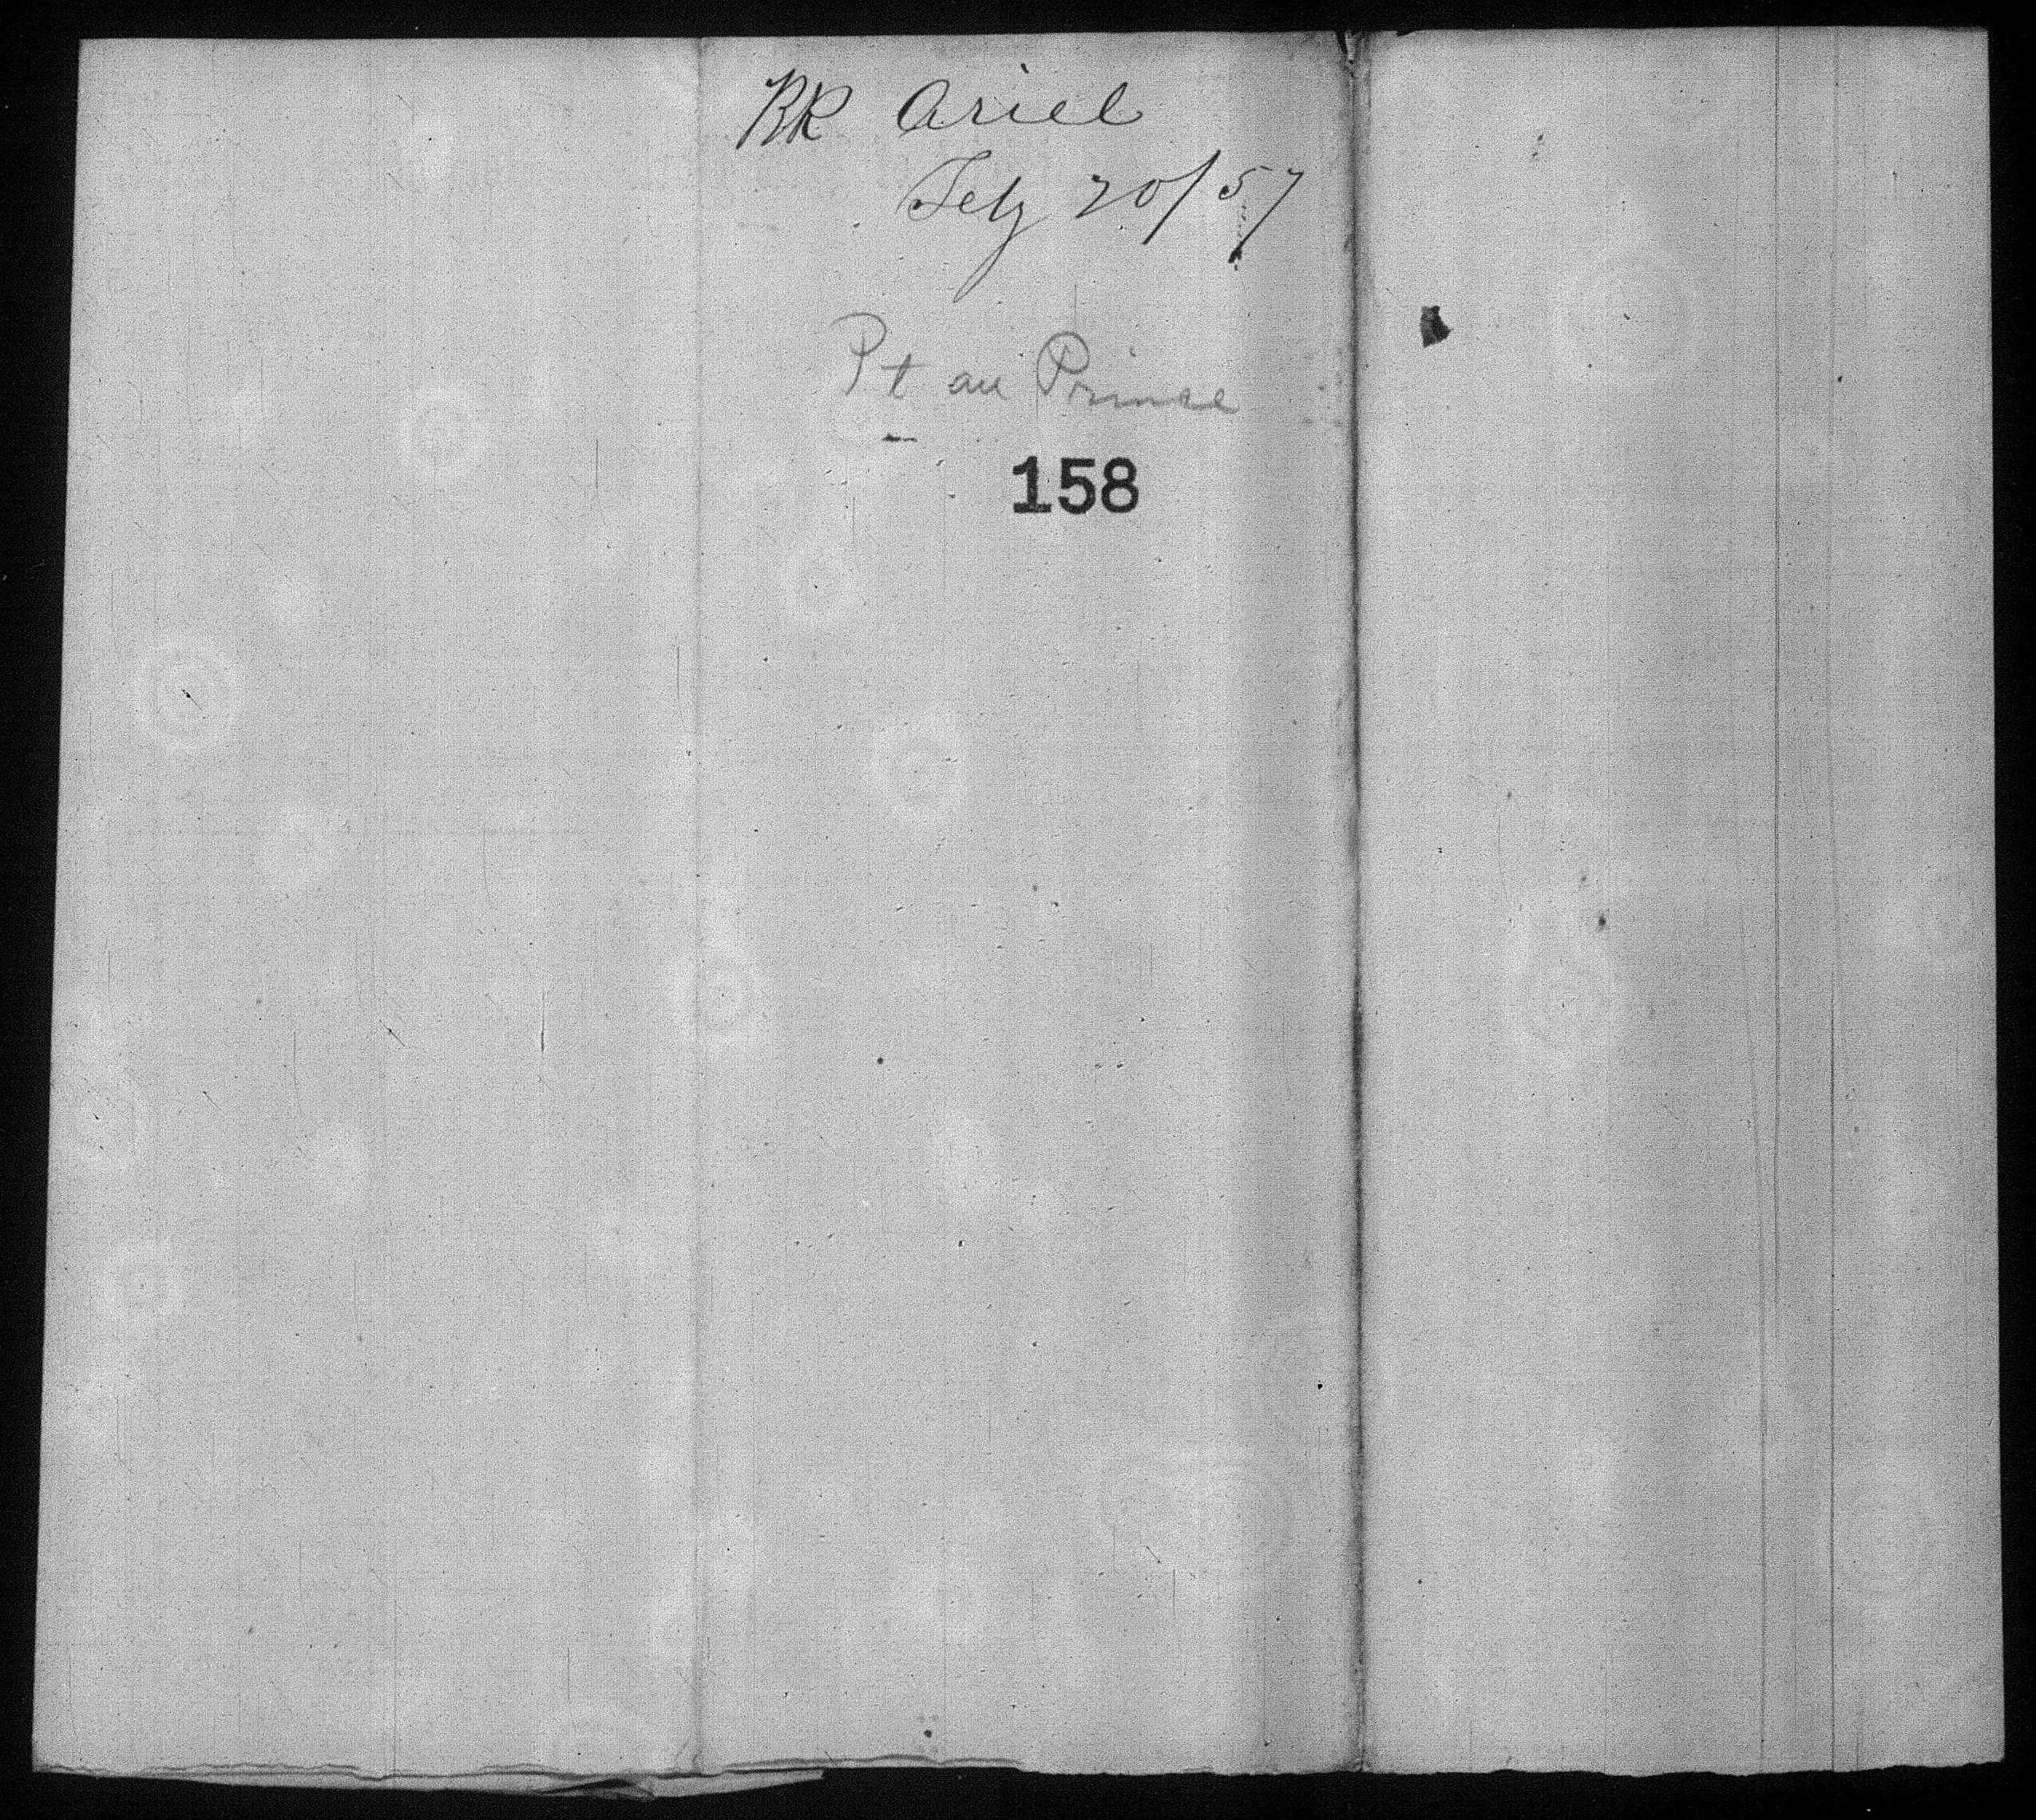 BK Ariel
Feby 20/57
Pt au Prince
158